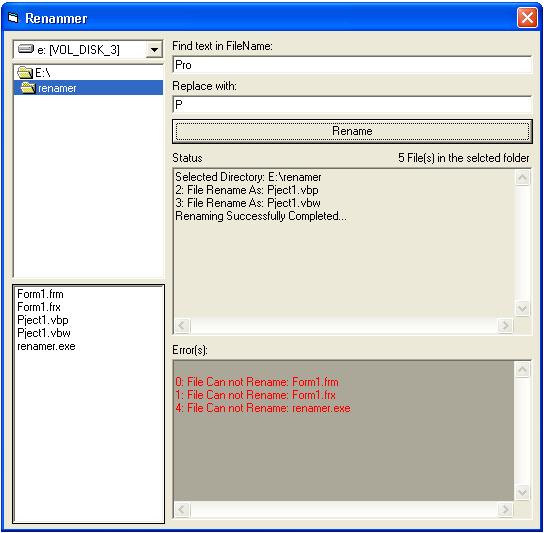 Renanmer
e: [VOL_DISK_3]
E:\
renamer
Form1.frm
Form1.frx
Pject1.vbp
Pject1.vbw
renamer.exe
Find text in FileName:
Pro
Replace with:
P
Rename
Status 5 File(s) in the selcted folder
Selected Directory: E:\renamer
2: File Rename As: Pject1.vbp
3: File Rename As: Pject1.vbw
Renaming Successfully Completed...
Error(s):
0: File Can not Rename: Form1.frm
1: File Can not Rename: Form1.frx
4: File Can not Rename: renamer.exe